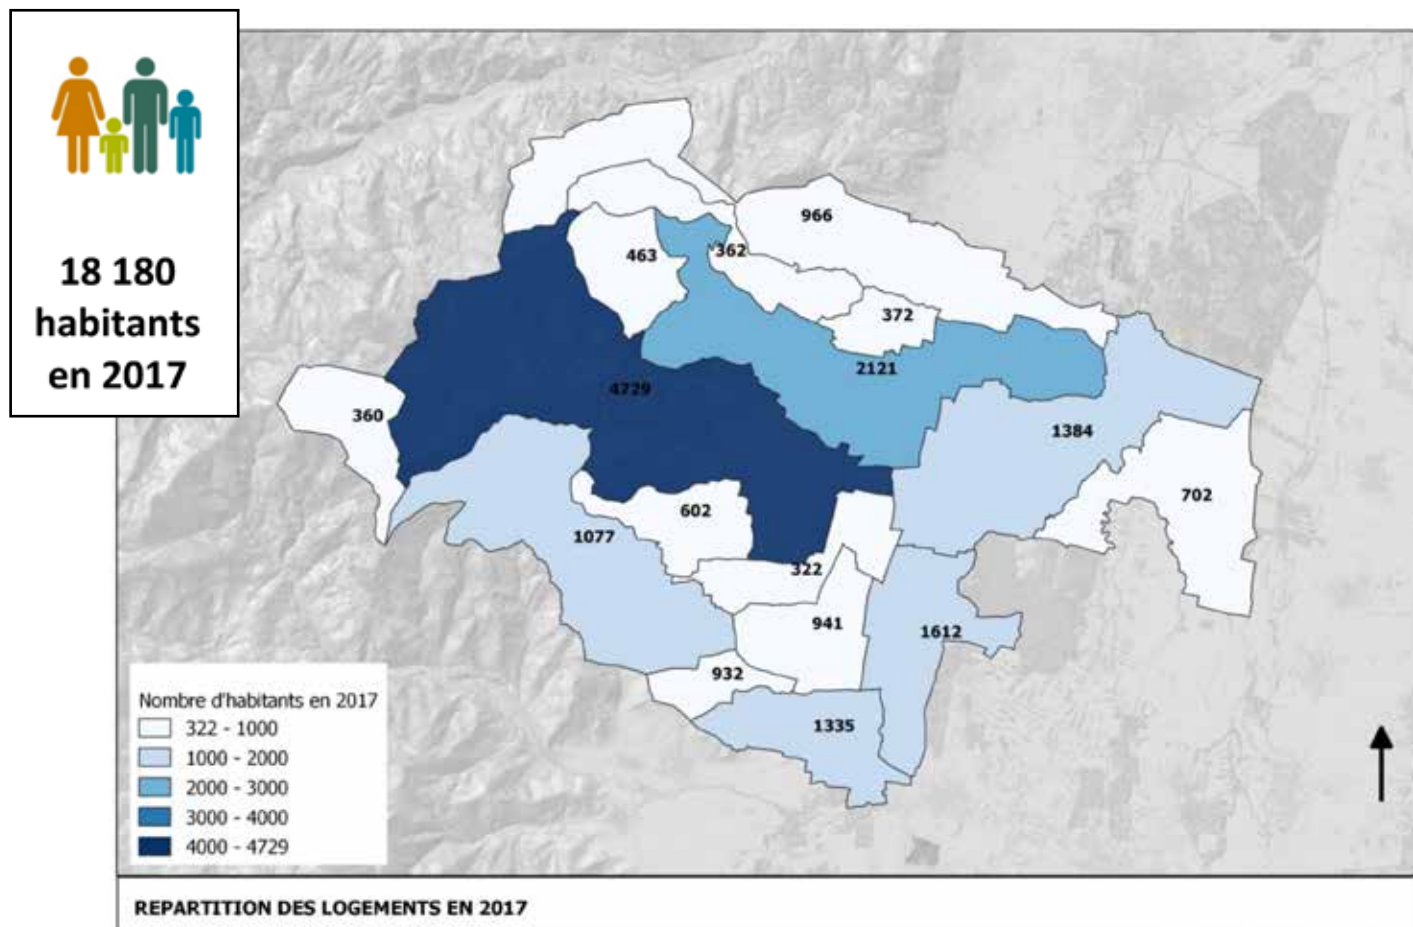 18 180
habitants
en 2017
966
463
362
372
2121
4729
360
1384
702
602
1077
322
941
1612
932
1335
Nombre d'habitants en 2017
322 - 1000
1000 - 2000
2000 - 3000
3000 - 4000
4000 - 4729
REPARTITION DES LOGEMENTS EN 2017